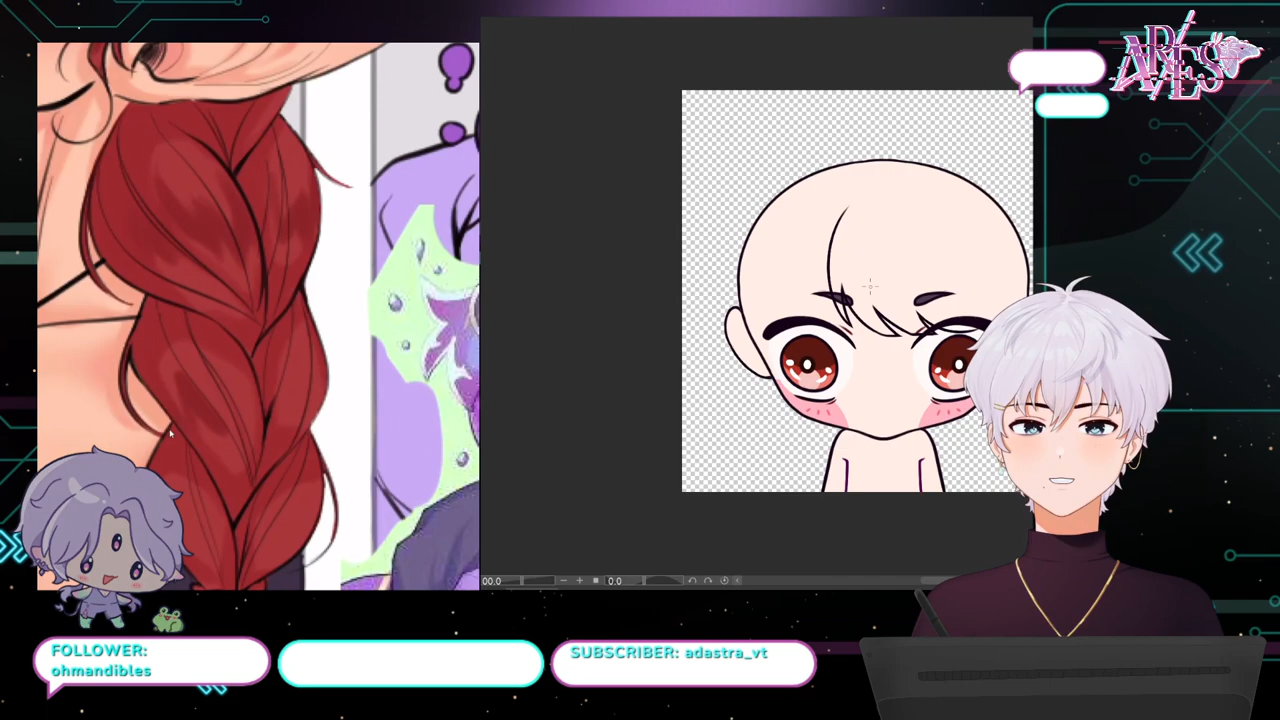 ARES
00.0
0.0
FOLLOWER:
ohmandibles
SUBSCRIBER: adastra_vt